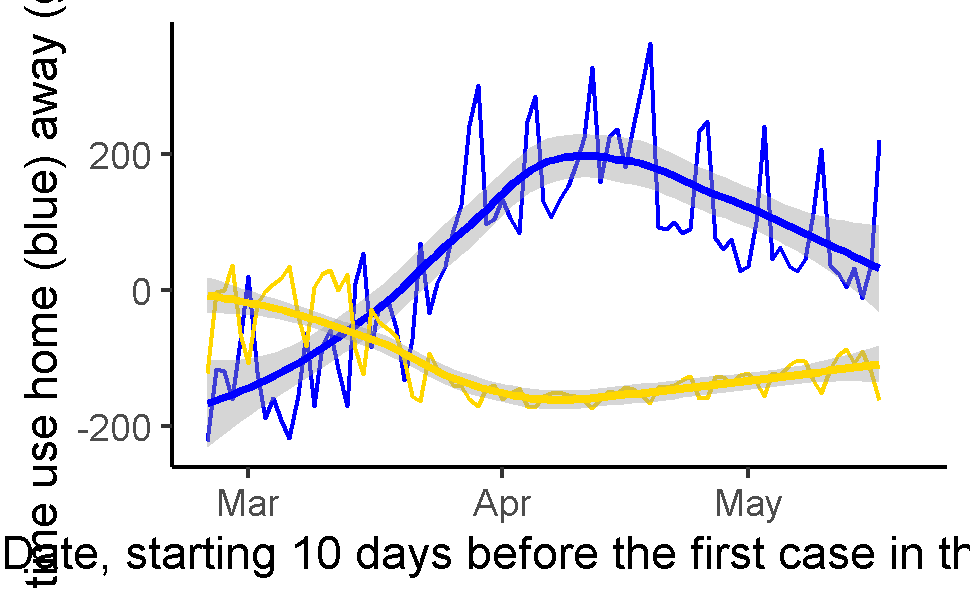 time use home (blue) away (
200
0
-200
Mar Apr May
Date, starting 10 days before the first case in th